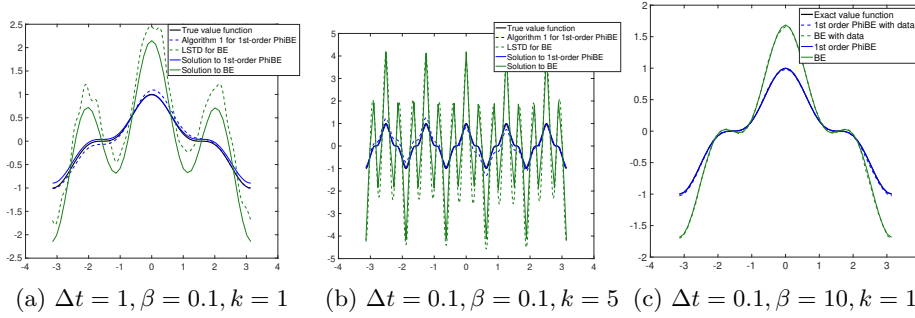 2.5
2
1.5
1
0.5
0
-0.5
-1
-1.5
-2
-2.5
-4 -3 -2 -1 0 1 2 3 4
True value function
Algorithm 1 for 1st-order PhiBE
LSTD for BE
Solution to 1st-order PhiBE
Solution to BE
(a) Δt = 1, β = 0.1, k = 1
5
4
3
2
1
0
-1
-2
-3
-4
-5
-4 -3 -2 -1 0 1 2 3 4
True value function
Algorithm 1 for 1st-order PhiBE
LSTD for BE
Solution to 1st-order PhiBE
Solution to BE
(b) Δt = 0.1, β = 0.1, k = 5
2
1.5
1
0.5
0
-0.5
-1
-1.5
-2
-4 -3 -2 -1 0 1 2 3 4
Exact value function
1st order PhiBE with data
BE with data
1st order PhiBE
BE
(c) Δt = 0.1, β = 10, k = 1